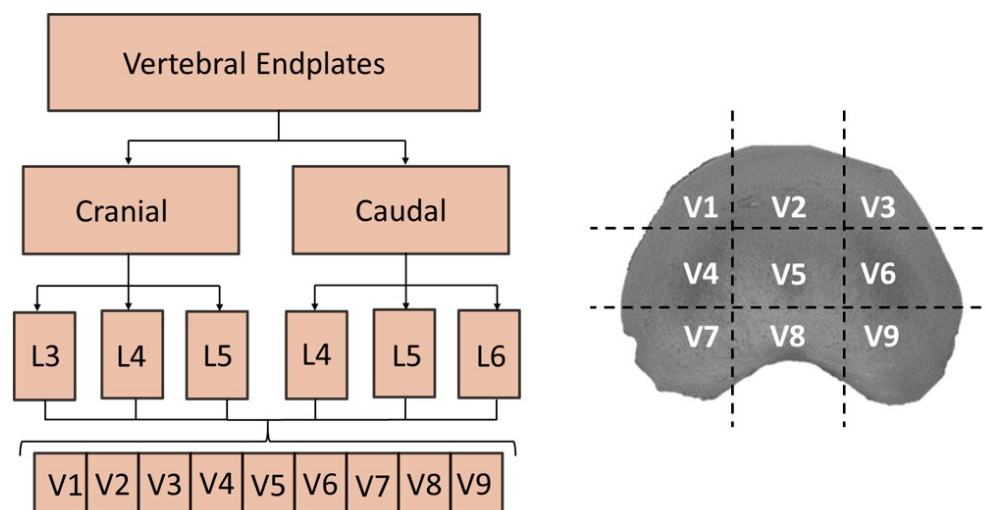 Vertebral Endplates
Cranial Caudal
L3 L4 L5 L4 L5 L6
V1 V2 V3 V4 V5 V6 V7 V8 V9
V1 V2 V3
V4 V5 V6
V7 V8 V9